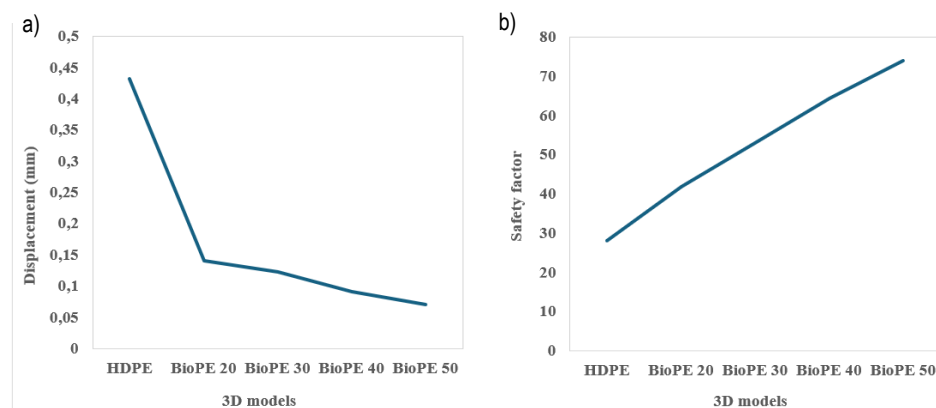 a)
0,5
0,45
0,4
0,35
0,3
0,25
0,2
0,15
0,1
0,05
0
Displacement (mm)
HDPE BioPE 20 BioPE 30 BioPE 40 BioPE 50
3D models
b)
80
70
60
50
40
30
20
10
0
Safety factor
HDPE BioPE 20 BioPE 30 BioPE 40 BioPE 50
3D models